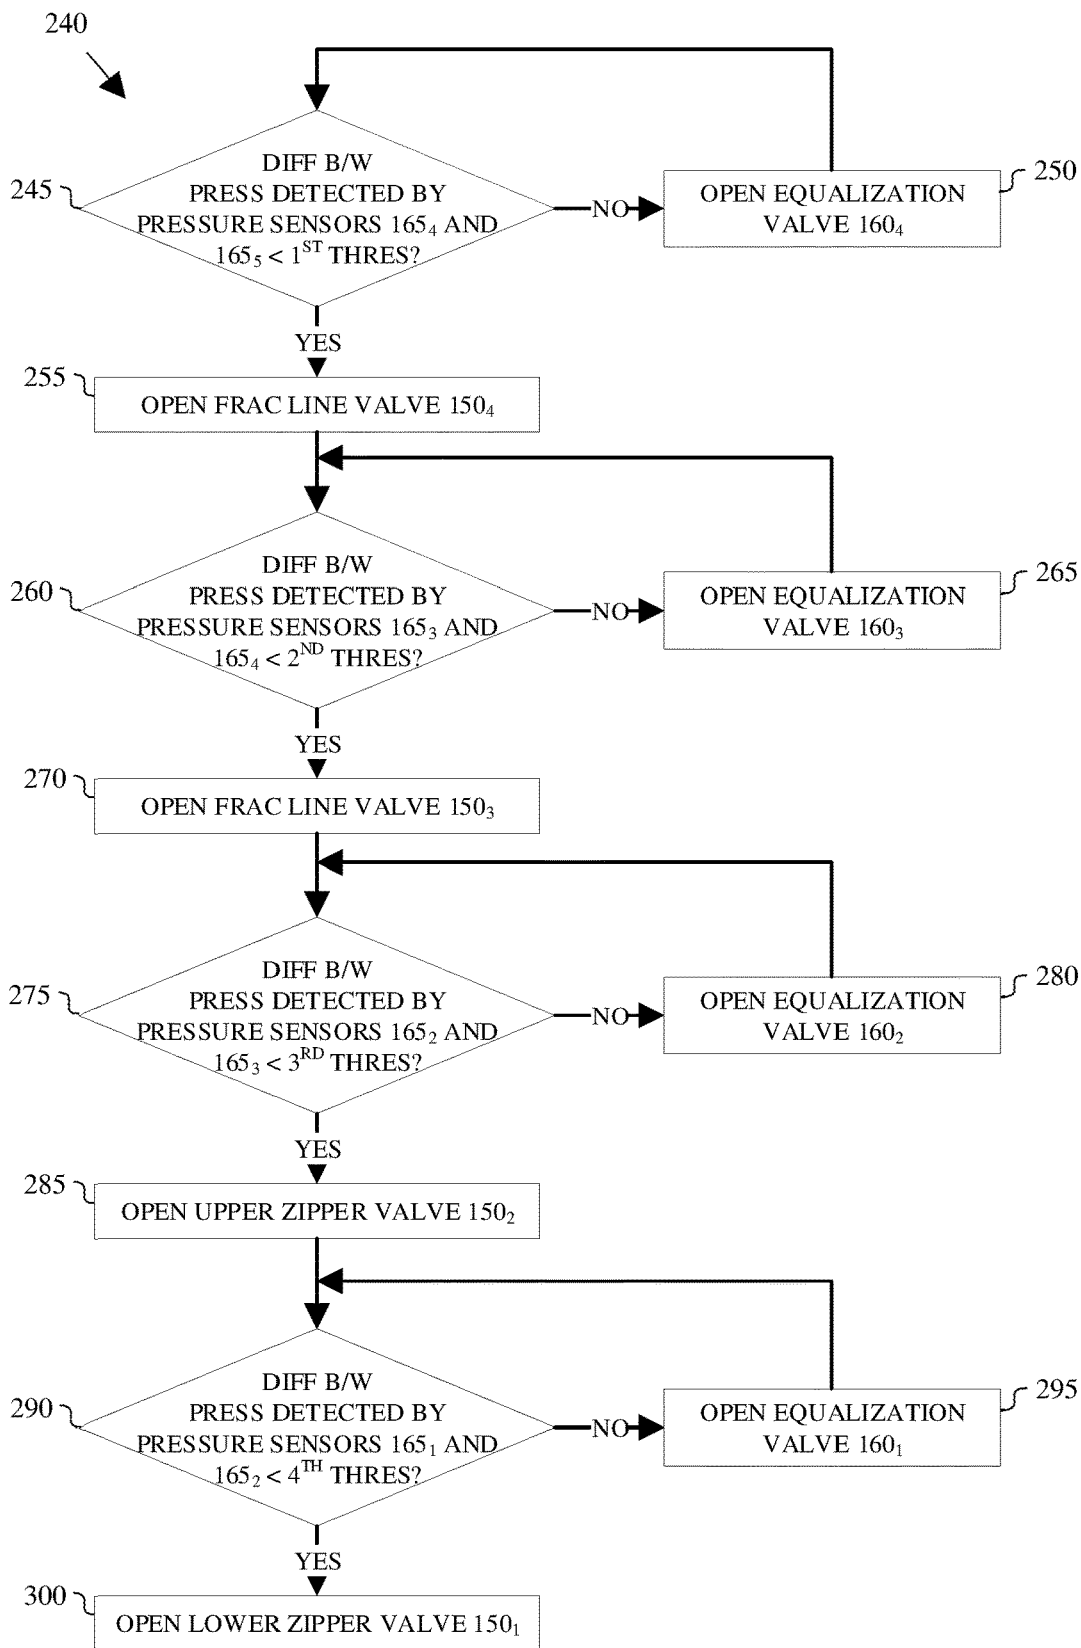 240
DIFF B/W
PRESS DETECTED BY
PRESSURE SENSORS 165₄ AND
165₅ < 1ˢᵀ THRES?
245
NO
OPEN EQUALIZATION
VALVE 160₄
250
YES
255
OPEN FRAC LINE VALVE 150₄
DIFF B/W
PRESS DETECTED BY
PRESSURE SENSORS 165₃ AND
165₄ < 2ᴺᴰ THRES?
260
NO
OPEN EQUALIZATION
VALVE 160₃
265
YES
270
OPEN FRAC LINE VALVE 150₃
DIFF B/W
PRESS DETECTED BY
PRESSURE SENSORS 165₂ AND
165₃ < 3ᴿᴰ THRES?
275
NO
OPEN EQUALIZATION
VALVE 160₂
280
YES
285
OPEN UPPER ZIPPER VALVE 150₂
DIFF B/W
PRESS DETECTED BY
PRESSURE SENSORS 165₁ AND
165₂ < 4ᵀᴴ THRES?
290
NO
OPEN EQUALIZATION
VALVE 160₁
295
YES
300
OPEN LOWER ZIPPER VALVE 150₁